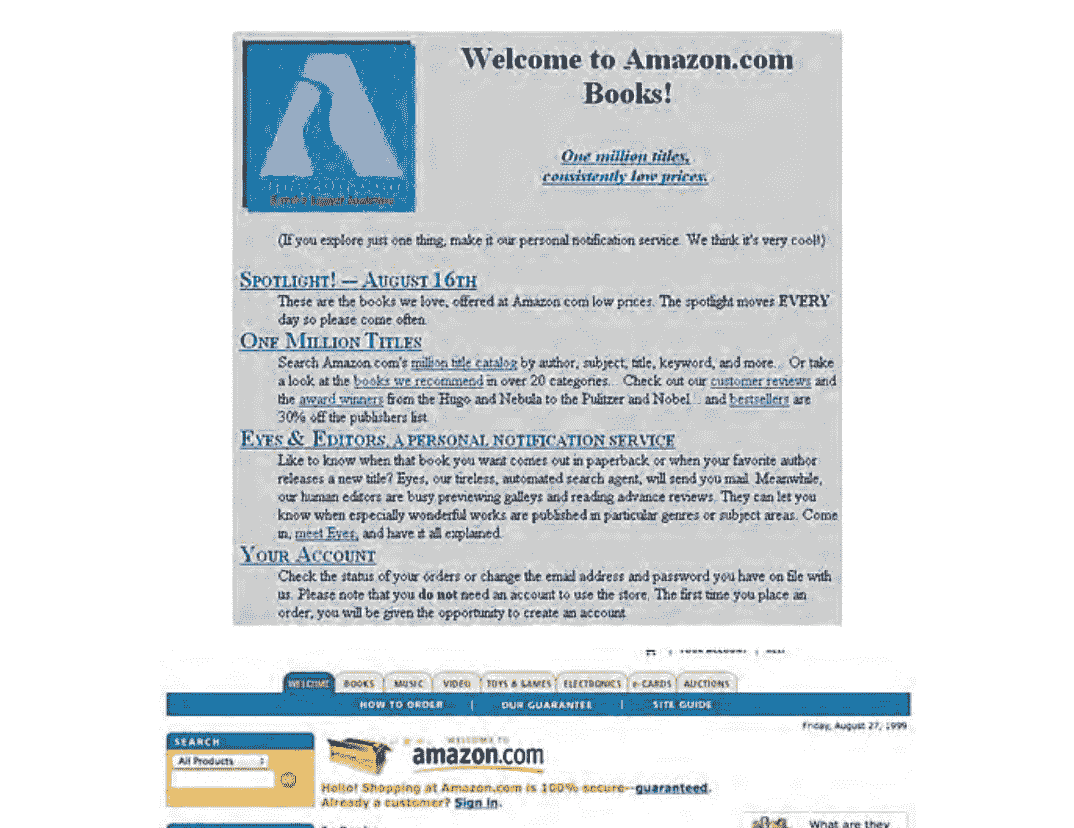 Welcome to Amazon.com
Books!
One million titles,
consistently low prices.
(If you explore just one thing, make it our personal notification service. We think it's very cool!)
SPOTLIGHT! — AUGUST 16TH
These are the books we love, offered at Amazon.com low prices. The spotlight moves EVERY
day so please come often.
ONE MILLION TITLES
Search Amazon.com's million title catalog by author, subject, title, keyword, and more... Or take
a look at the books we recommend in over 20 categories... Check out our customer reviews and
the award winners from the Hugo and Nebula to the Pulitzer and Nobel... and bestsellers are
30% off the publishers list...
EYES & EDITORS, A PERSONAL NOTIFICATION SERVICE
Like to know when that book you want comes out in paperback or when your favorite author
releases a new title? Eyes, our tireless, automated search agent, will send you mail. Meanwhile,
our human editors are busy previewing galleys and reading advance reviews. They can let you
know when especially wonderful works are published in particular genres or subject areas. Come
in, meet Eyes, and have it all explained.
YOUR ACCOUNT
Check the status of your orders or change the email address and password you have on file with
us. Please note that you do not need an account to use the store. The first time you place an
order, you will be given the opportunity to create an account.
YOUR ACCOUNT | HELP
WELCOME BOOKS MUSIC VIDEO TOYS & GAMES ELECTRONICS e-CARDS AUCTIONS
HOW TO ORDER | OUR GUARANTEE | SITE GUIDE
Friday, August 27, 1999
SEARCH
All Products
WELCOME TO
amazon.com
Hello! Shopping at Amazon.com is 100% secure--guaranteed.
Already a customer? Sign in.
What are they